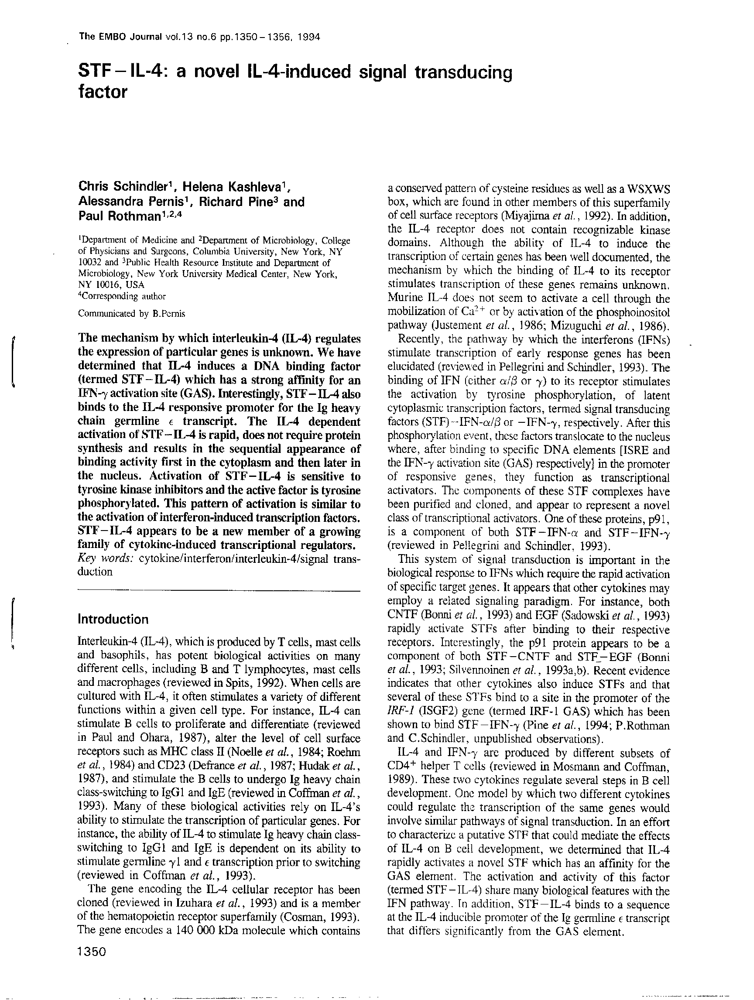 The EMBO Journal vol.13 no.6 pp.1350–1356, 1994
STF–IL-4: a novel IL-4-induced signal transducing
factor
Chris Schindler1, Helena Kashleva1,
Alessandra Pernis1, Richard Pine3 and
Paul Rothman1,2,4
1Department of Medicine and 2Department of Microbiology, College
of Physicians and Surgeons, Columbia University, New York, NY
10032 and 3Public Health Research Institute and Department of
Microbiology, New York University Medical Center, New York,
NY 10016, USA
4Corresponding author
Communicated by B.Pernis
The mechanism by which interleukin-4 (IL-4) regulates
the expression of particular genes is unknown. We have
determined that IL-4 induces a DNA binding factor
(termed STF–IL-4) which has a strong affinity for an
IFN-γ activation site (GAS). Interestingly, STF–IL-4 also
binds to the IL-4 responsive promoter for the Ig heavy
chain germline ε transcript. The IL-4 dependent
activation of STF–IL-4 is rapid, does not require protein
synthesis and results in the sequential appearance of
binding activity first in the cytoplasm and then later in
the nucleus. Activation of STF–IL-4 is sensitive to
tyrosine kinase inhibitors and the active factor is tyrosine
phosphorylated. This pattern of activation is similar to
the activation of interferon-induced transcription factors.
STF–IL-4 appears to be a new member of a growing
family of cytokine-induced transcriptional regulators.
Key words: cytokine/interferon/interleukin-4/signal trans-
duction
Introduction
Interleukin-4 (IL-4), which is produced by T cells, mast cells
and basophils, has potent biological activities on many
different cells, including B and T lymphocytes, mast cells
and macrophages (reviewed in Spits, 1992). When cells are
cultured with IL-4, it often stimulates a variety of different
functions within a given cell type. For instance, IL-4 can
stimulate B cells to proliferate and differentiate (reviewed
in Paul and Ohara, 1987), alter the level of cell surface
receptors such as MHC class II (Noelle et al., 1984; Roehm
et al., 1984) and CD23 (Defrance et al., 1987; Hudak et al.,
1987), and stimulate the B cells to undergo Ig heavy chain
class-switching to IgG1 and IgE (reviewed in Coffman et al.,
1993). Many of these biological activities rely on IL-4's
ability to stimulate the transcription of particular genes. For
instance, the ability of IL-4 to stimulate Ig heavy chain class-
switching to IgG1 and IgE is dependent on its ability to
stimulate germline γ1 and ε transcription prior to switching
(reviewed in Coffman et al., 1993).
The gene encoding the IL-4 cellular receptor has been
cloned (reviewed in Izuhara et al., 1993) and is a member
of the hematopoietin receptor superfamily (Cosman, 1993).
The gene encodes a 140 000 kDa molecule which contains
1350
a conserved pattern of cysteine residues as well as a WSXWS
box, which are found in other members of this superfamily
of cell surface receptors (Miyajima et al., 1992). In addition,
the IL-4 receptor does not contain recognizable kinase
domains. Although the ability of IL-4 to induce the
transcription of certain genes has been well documented, the
mechanism by which the binding of IL-4 to its receptor
stimulates transcription of these genes remains unknown.
Murine IL-4 does not seem to activate a cell through the
mobilization of Ca2+ or by activation of the phosphoinositol
pathway (Justement et al., 1986; Mizuguchi et al., 1986).
Recently, the pathway by which the interferons (IFNs)
stimulate transcription of early response genes has been
elucidated (reviewed in Pellegrini and Schindler, 1993). The
binding of IFN (either α/β or γ) to its receptor stimulates
the activation by tyrosine phosphorylation, of latent
cytoplasmic transcription factors, termed signal transducing
factors (STF)–IFN-α/β or –IFN-γ, respectively. After this
phosphorylation event, these factors translocate to the nucleus
where, after binding to specific DNA elements [ISRE and
the IFN-γ activation site (GAS) respectively] in the promoter
of responsive genes, they function as transcriptional
activators. The components of these STF complexes have
been purified and cloned, and appear to represent a novel
class of transcriptional activators. One of these proteins, p91,
is a component of both STF–IFN-α and STF–IFN-γ
(reviewed in Pellegrini and Schindler, 1993).
This system of signal transduction is important in the
biological response to IFNs which require the rapid activation
of specific target genes. It appears that other cytokines may
employ a related signaling paradigm. For instance, both
CNTF (Bonni et al., 1993) and EGF (Sadowski et al., 1993)
rapidly activate STFs after binding to their respective
receptors. Interestingly, the p91 protein appears to be a
component of both STF–CNTF and STF–EGF (Bonni
et al., 1993; Silvennoinen et al., 1993a,b). Recent evidence
indicates that other cytokines also induce STFs and that
several of these STFs bind to a site in the promoter of the
IRF-1 (ISGF2) gene (termed IRF-1 GAS) which has been
shown to bind STF–IFN-γ (Pine et al., 1994; P.Rothman
and C.Schindler, unpublished observations).
IL-4 and IFN-γ are produced by different subsets of
CD4+ helper T cells (reviewed in Mosmann and Coffman,
1989). These two cytokines regulate several steps in B cell
development. One model by which two different cytokines
could regulate the transcription of the same genes would
involve similar pathways of signal transduction. In an effort
to characterize a putative STF that could mediate the effects
of IL-4 on B cell development, we determined that IL-4
rapidly activates a novel STF which has an affinity for the
GAS element. The activation and activity of this factor
(termed STF–IL-4) share many biological features with the
IFN pathway. In addition, STF–IL-4 binds to a sequence
at the IL-4 inducible promoter of the Ig germline ε transcript
that differs significantly from the GAS element.